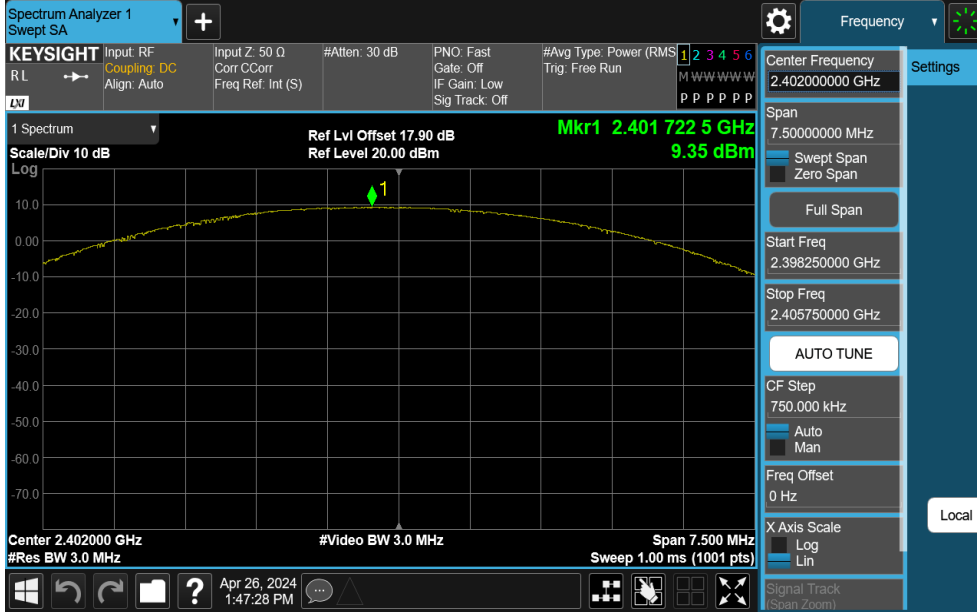 Spectrum Analyzer 1
Swept SA
+
Frequency
KEYSIGHT
R L
LXI
Input: RF
Coupling: DC
Align: Auto
Input Z: 50 Ω
Corr CCorr
Freq Ref: Int (S)
#Atten: 30 dB
PNO: Fast
Gate: Off
IF Gain: Low
Sig Track: Off
#Avg Type: Power (RMS
Trig: Free Run
1 2 3 4 5 6
M W W W W W
P P P P P P
1 Spectrum
Scale/Div 10 dB
Ref Lvl Offset 17.90 dB
Ref Level 20.00 dBm
Mkr1 2.401 722 5 GHz
9.35 dBm
Log
1
10.0
0.00
-10.0
-20.0
-30.0
-40.0
-50.0
-60.0
-70.0
Center 2.402000 GHz
#Res BW 3.0 MHz
#Video BW 3.0 MHz
Span 7.500 MHz
Sweep 1.00 ms (1001 pts)
Center Frequency
2.402000000 GHz
Span
7.50000000 MHz
Swept Span
Zero Span
Full Span
Start Freq
2.398250000 GHz
Stop Freq
2.405750000 GHz
AUTO TUNE
CF Step
750.000 kHz
Auto
Man
Freq Offset
0 Hz
X Axis Scale
Log
Lin
Signal Track
(Span Zoom)
Settings
Local
?
Apr 26, 2024
1:47:28 PM